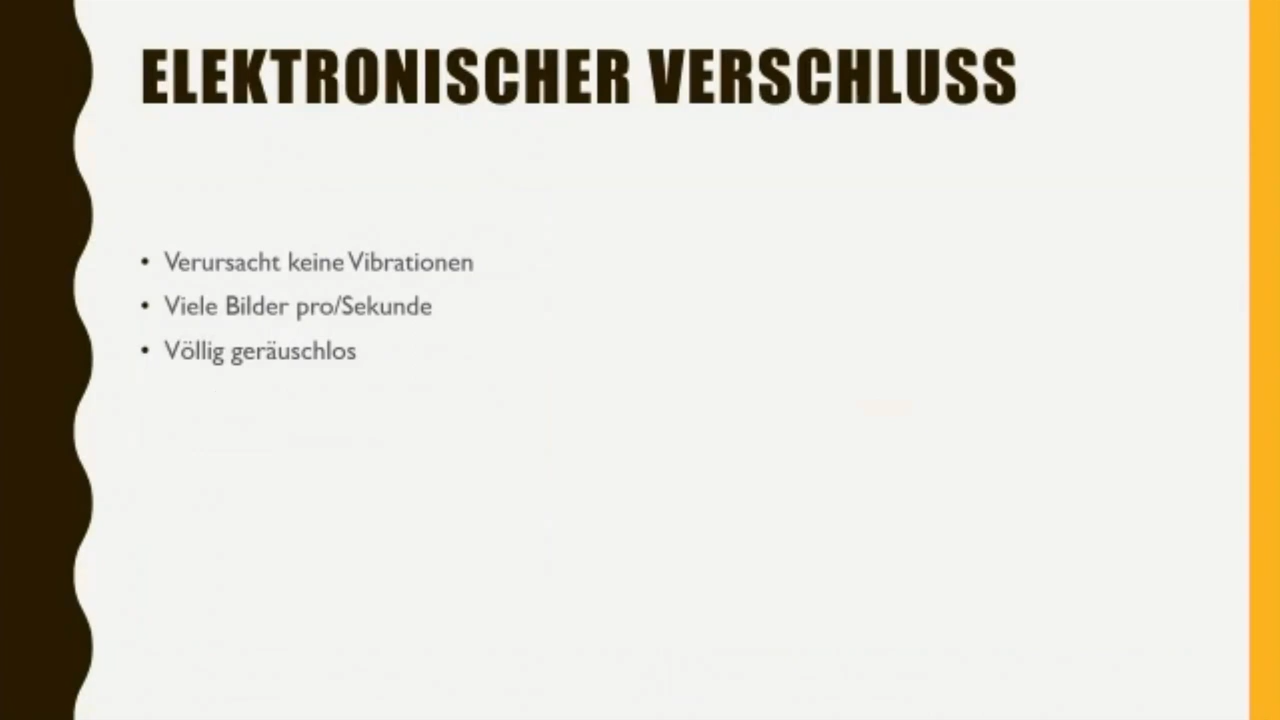 ELEKTRONISCHER VERSCHLUSS
• Verursacht keine Vibrationen
• Viele Bilder pro/Sekunde
• Völlig geräuschlos